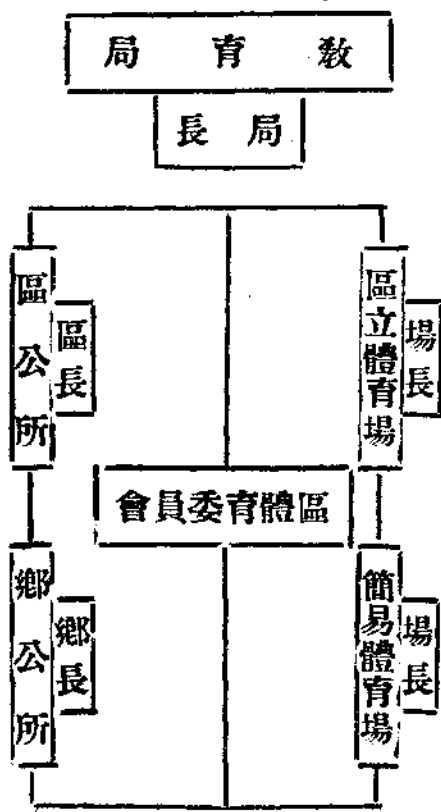 教育局
局長
區立體育場
場長
區公所
區長
區體育委員會
簡易體育場
場長
鄉公所
鄉長